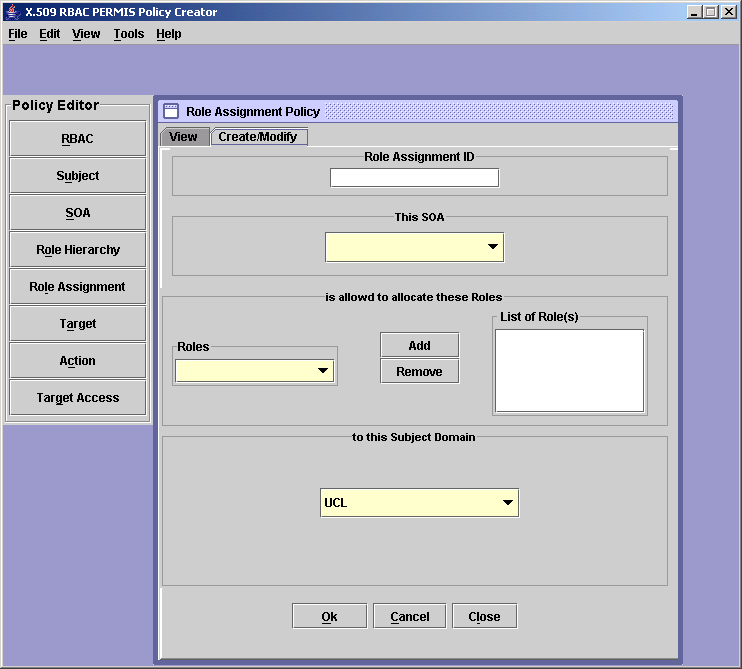 X.509 RBAC PERMIS Policy Creator
File Edit View Tools Help
Policy Editor
RBAC
Subject
SOA
Role Hierarchy
Role Assignment
Target
Action
Target Access
Role Assignment Policy
View Create/Modify
Role Assignment ID
This SOA
is allowd to allocate these Roles
Roles
Add
Remove
List of Role(s)
to this Subject Domain
UCL
Ok Cancel Close